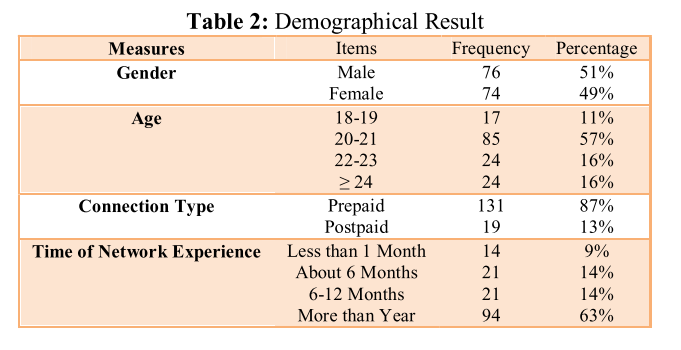 Table 2: Demographical Result
Measures Items Frequency Percentage
Gender Male 76 51%
Female 74 49%
Age 18-19 17 11%
20-21 85 57%
22-23 24 16%
≥ 24 24 16%
Connection Type Prepaid 131 87%
Postpaid 19 13%
Time of Network Experience Less than 1 Month 14 9%
About 6 Months 21 14%
6-12 Months 21 14%
More than Year 94 63%